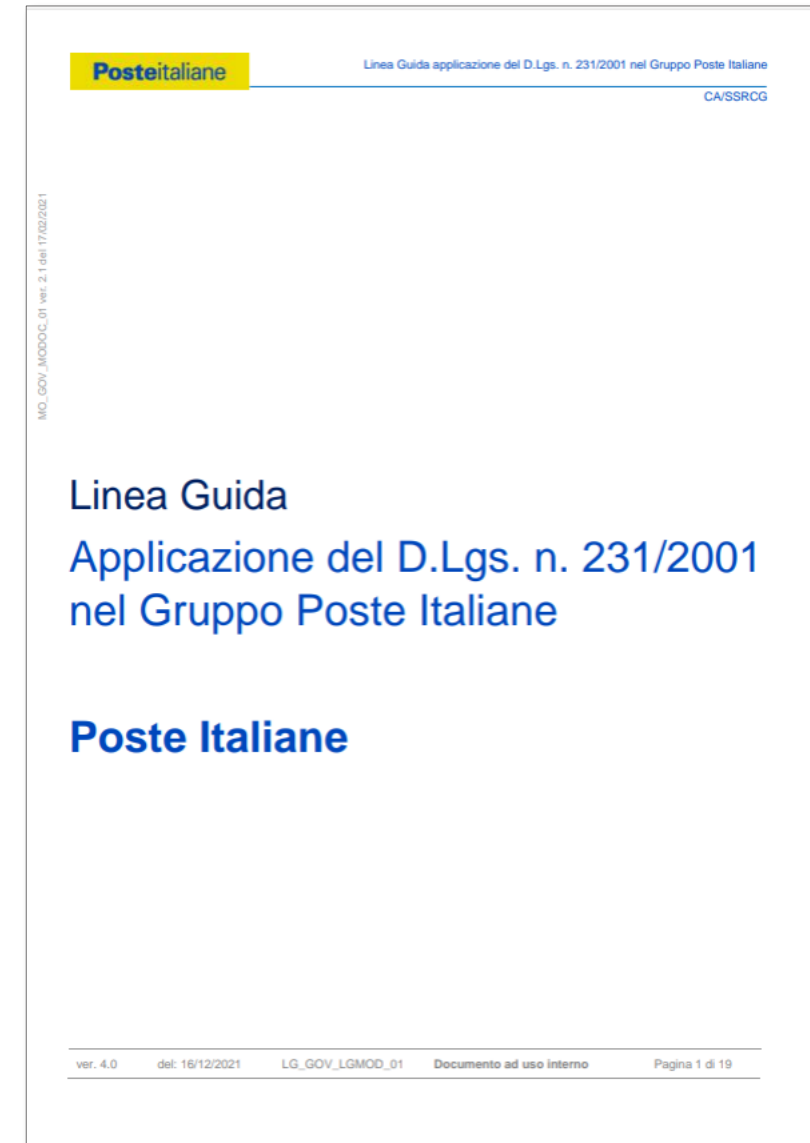 Posteitaliane
Linea Guida applicazione del D.Lgs. n. 231/2001 nel Gruppo Poste Italiane
CA/SSRCG
MO_GOV_MODOC_01 ver. 2.1 del 17/02/2021
Linea Guida
Applicazione del D.Lgs. n. 231/2001
nel Gruppo Poste Italiane
Poste Italiane
ver. 4.0 del: 16/12/2021 LG_GOV_LGMOD_01 Documento ad uso interno Pagina 1 di 19